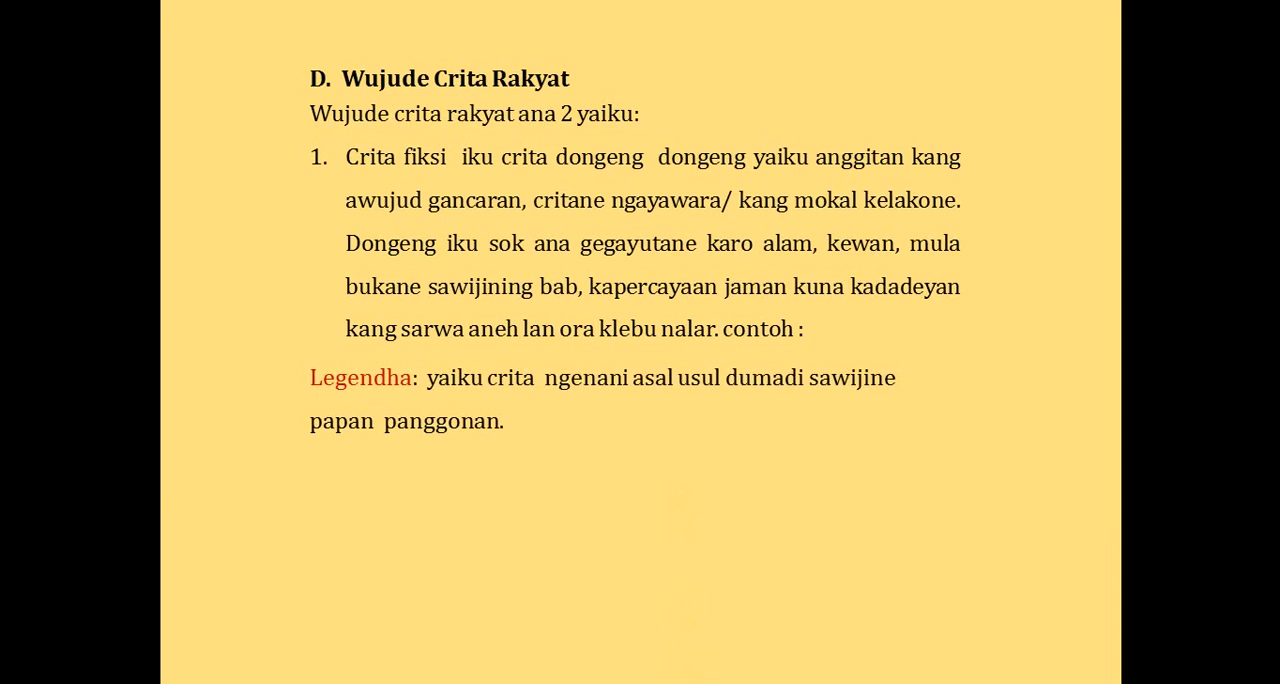 D. Wujude Crita Rakyat
Wujude crita rakyat ana 2 yaiku:
1. Crita fiksi iku crita dongeng dongeng yaiku anggitan kang
awujud gancaran, critane ngayawara/ kang mokal kelakone.
Dongeng iku sok ana gegayutane karo alam, kewan, mula
bukane sawijining bab, kapercayaan jaman kuna kadadeyan
kang sarwa aneh lan ora klebu nalar. contoh :
Legendha: yaiku crita ngenani asal usul dumadi sawijine
papan panggonan.